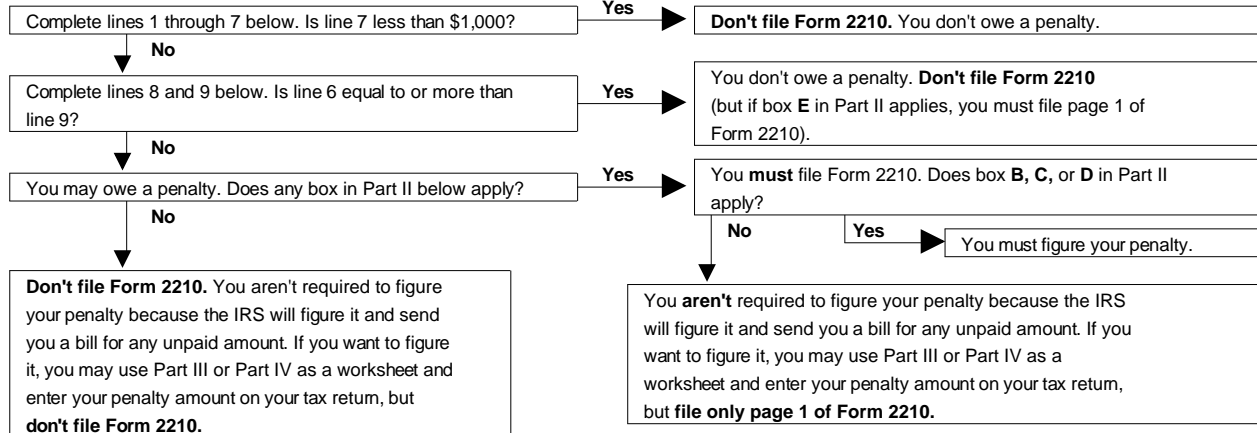 Complete lines 1 through 7 below. Is line 7 less than $1,000?
Yes
Don't file Form 2210. You don't owe a penalty.
No
Complete lines 8 and 9 below. Is line 6 equal to or more than
line 9?
Yes
You don't owe a penalty. Don't file Form 2210
(but if box E in Part II applies, you must file page 1 of
Form 2210).
No
You may owe a penalty. Does any box in Part II below apply?
Yes
You must file Form 2210. Does box B, C, or D in Part II
apply?
No
No
Yes
You must figure your penalty.
Don't file Form 2210. You aren't required to figure
your penalty because the IRS will figure it and send
you a bill for any unpaid amount. If you want to figure
it, you may use Part III or Part IV as a worksheet and
enter your penalty amount on your tax return, but
don't file Form 2210.
You aren't required to figure your penalty because the IRS
will figure it and send you a bill for any unpaid amount. If you
want to figure it, you may use Part III or Part IV as a
worksheet and enter your penalty amount on your tax return,
but file only page 1 of Form 2210.